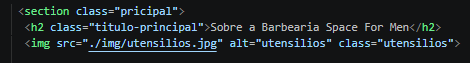 <section class="pricipal">
<h2 class="titulo-principal">Sobre a Barbearia Space For Men</h2>
<img src="./img/utensilios.jpg" alt="utensilios" class="utensilios">